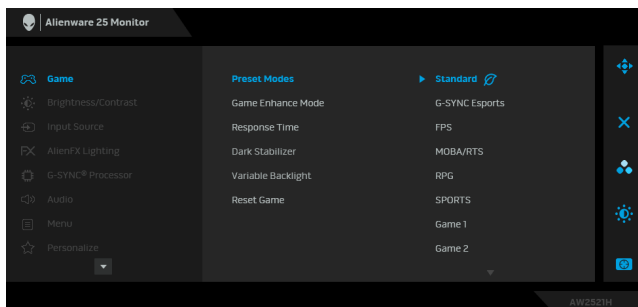 Alienware 25 Monitor
Game
Preset Modes
Standard
Brightness/Contrast
Game Enhance Mode
G-SYNC Esports
Input Source
Response Time
FPS
FX
AlienFX Lighting
Dark Stabilizer
MOBA/RTS
G-SYNC® Processor
Variable Backlight
RPG
Audio
Reset Game
SPORTS
Menu
Game 1
Personalize
Game 2
AW2521H